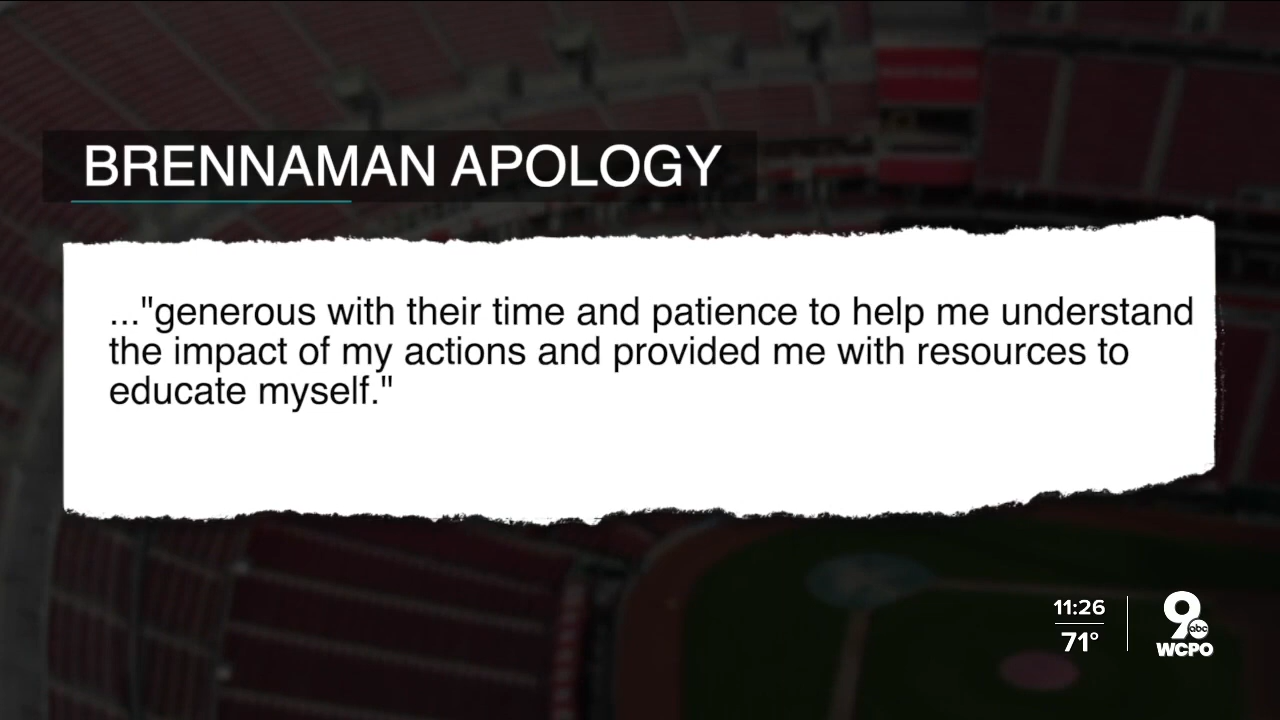 BRENNAMAN APOLOGY
..."generous with their time and patience to help me understand
the impact of my actions and provided me with resources to
educate myself."
11:26
71°
9
abc
WCPO